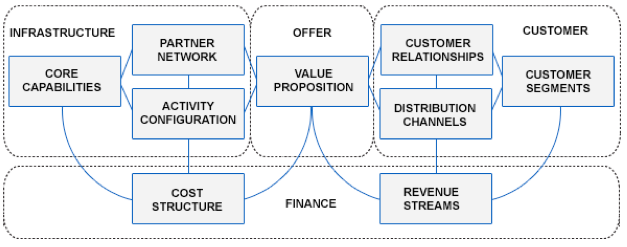 INFRASTRUCTURE
OFFER
CUSTOMER
PARTNER
NETWORK
CUSTOMER
RELATIONSHIPS
CORE
CAPABILITIES
VALUE
PROPOSITION
CUSTOMER
SEGMENTS
ACTIVITY
CONFIGURATION
DISTRIBUTION
CHANNELS
COST
STRUCTURE
FINANCE
REVENUE
STREAMS